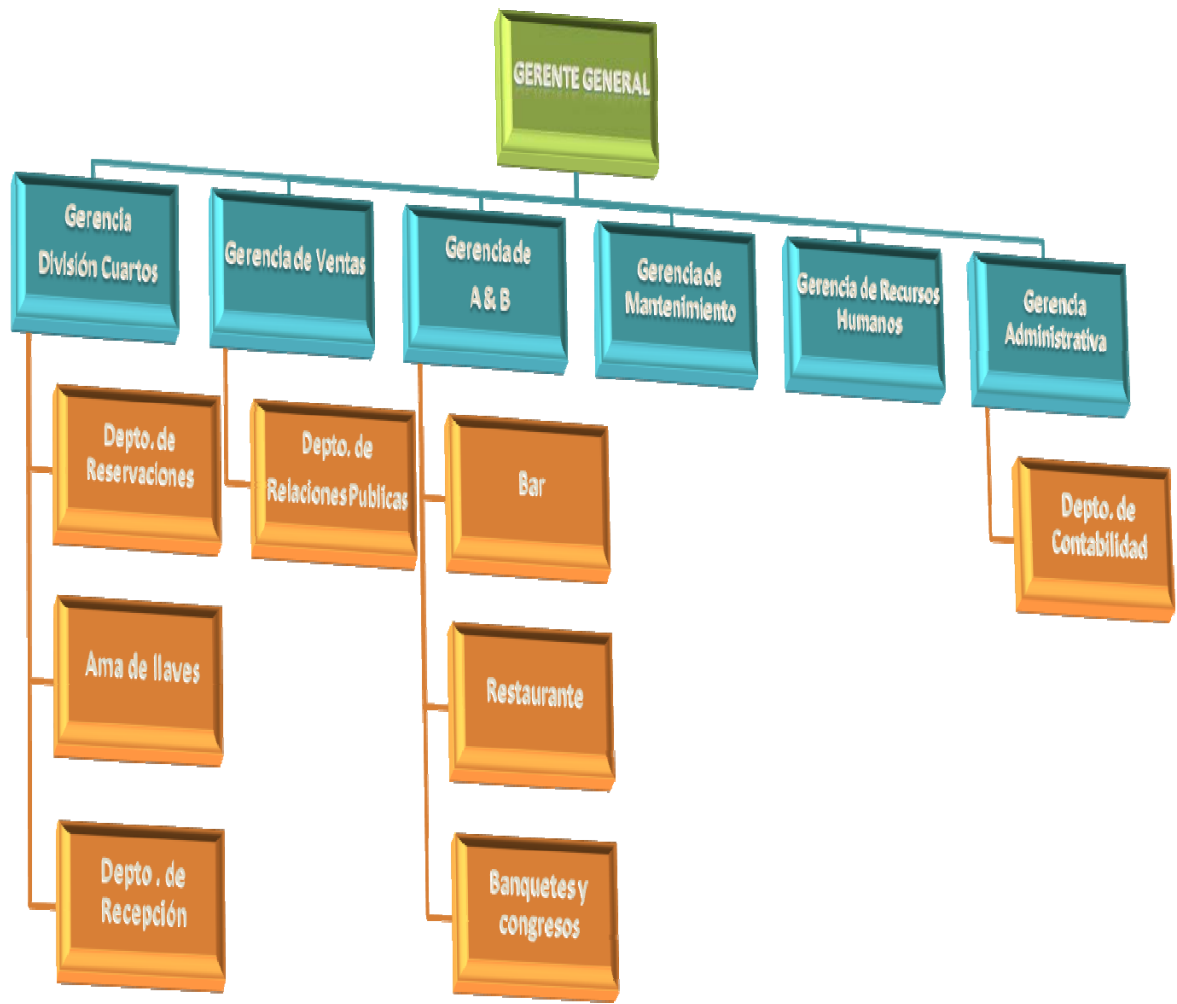 GERENTE GENERAL
Gerencia
División Cuartos
Gerencia de Ventas
Gerencia de
A & B
Gerencia de
Mantenimiento
Gerencia de Recursos
Humanos
Gerencia
Administrativa
Depto. de
Reservaciones
Ama de llaves
Depto . de
Recepción
Depto. de
Relaciones Publicas
Bar
Restaurante
Banquetes y
congresos
Depto. de
Contabilidad